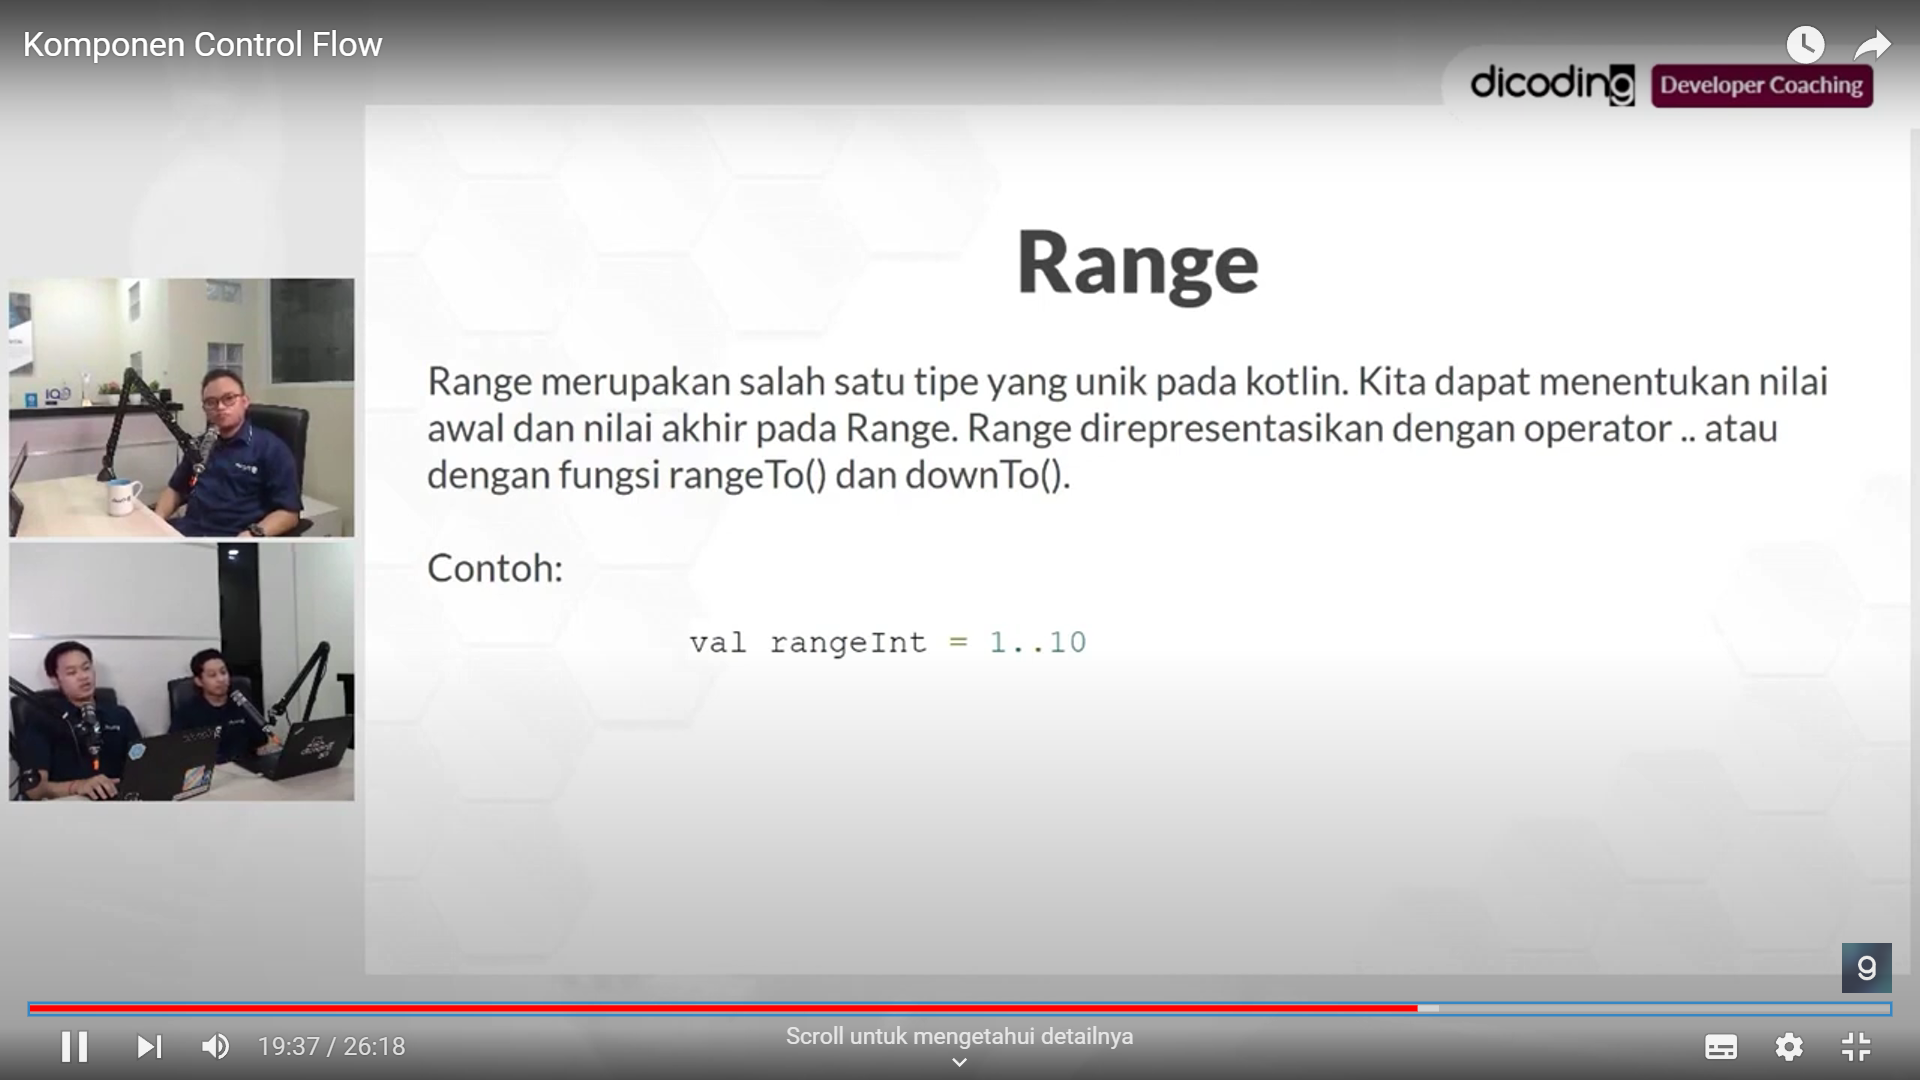 Komponen Control Flow
dicoding Developer Coaching
Range
Range merupakan salah satu tipe yang unik pada kotlin. Kita dapat menentukan nilai
awal dan nilai akhir pada Range. Range direpresentasikan dengan operator .. atau
dengan fungsi rangeTo() dan downTo().
Contoh:
val rangeInt = 1..10
19:37 / 26:18
Scroll untuk mengetahui detailnya